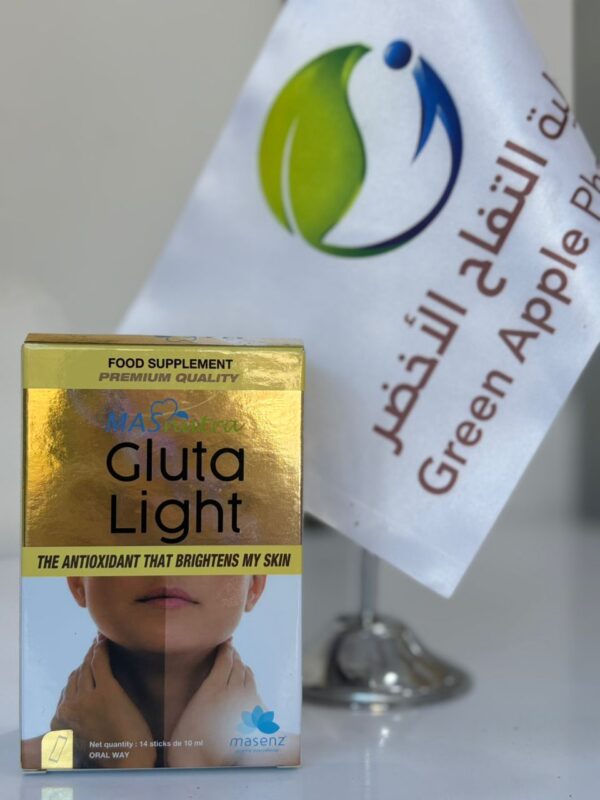 FOOD SUPPLEMENT
PREMIUM QUALITY
MASnutra
Gluta
Light
THE ANTIOXIDANT THAT BRIGHTENS MY SKIN
Net quantity : 14 sticks de 10 ml
ORAL WAY
masenz
التفاح الأخضر
Green Apple